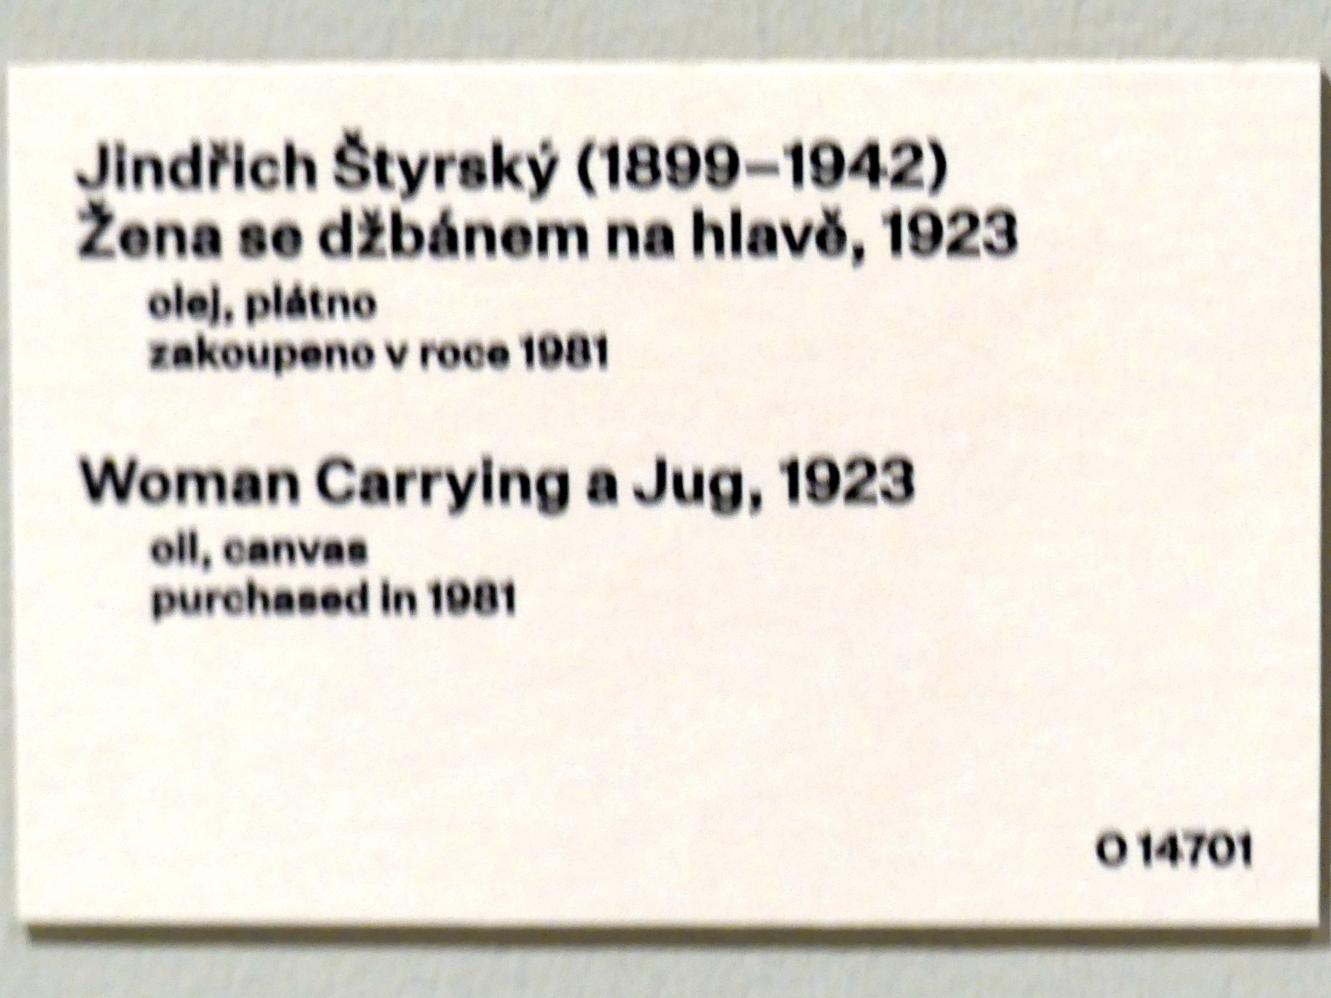 Jindřich Štyrský (1899–1942)
Žena se džbánem na hlavě, 1923
olej, plátno
zakoupeno v roce 1981
Woman Carrying a Jug, 1923
oil, canvas
purchased in 1981
O 14701